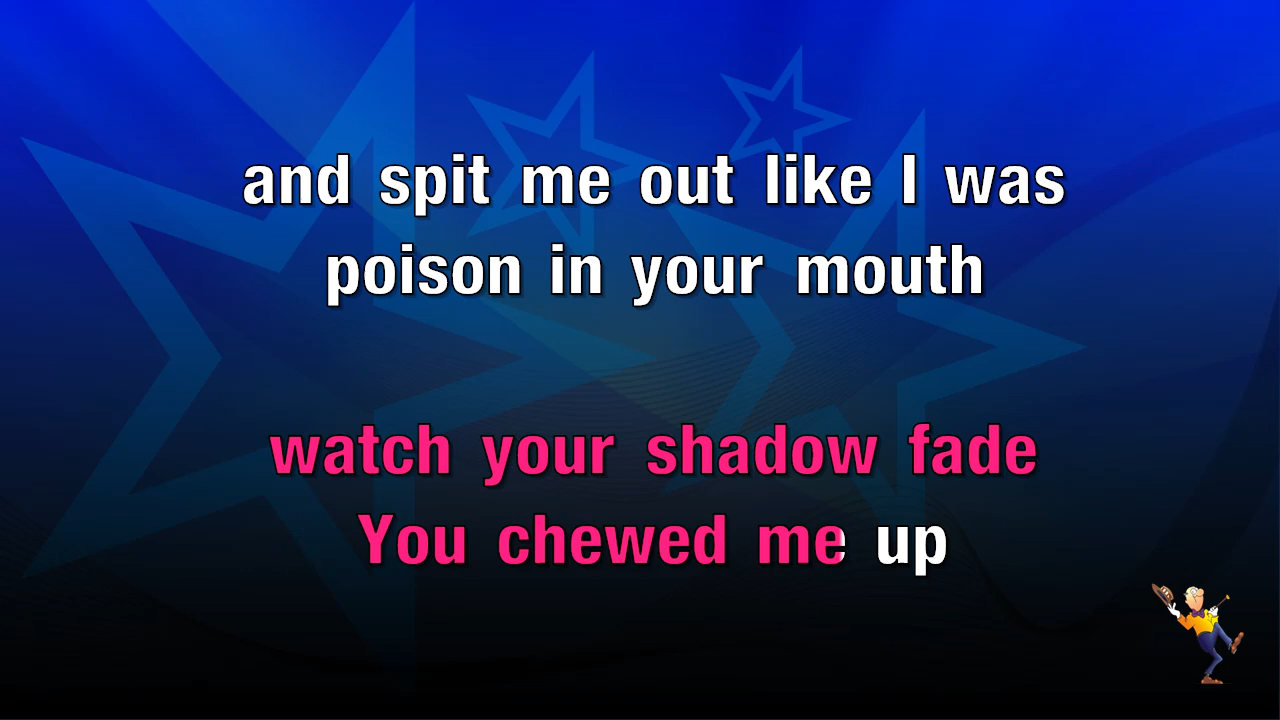 and spit me out like I was
poison in your mouth
watch your shadow fade
You chewed me up